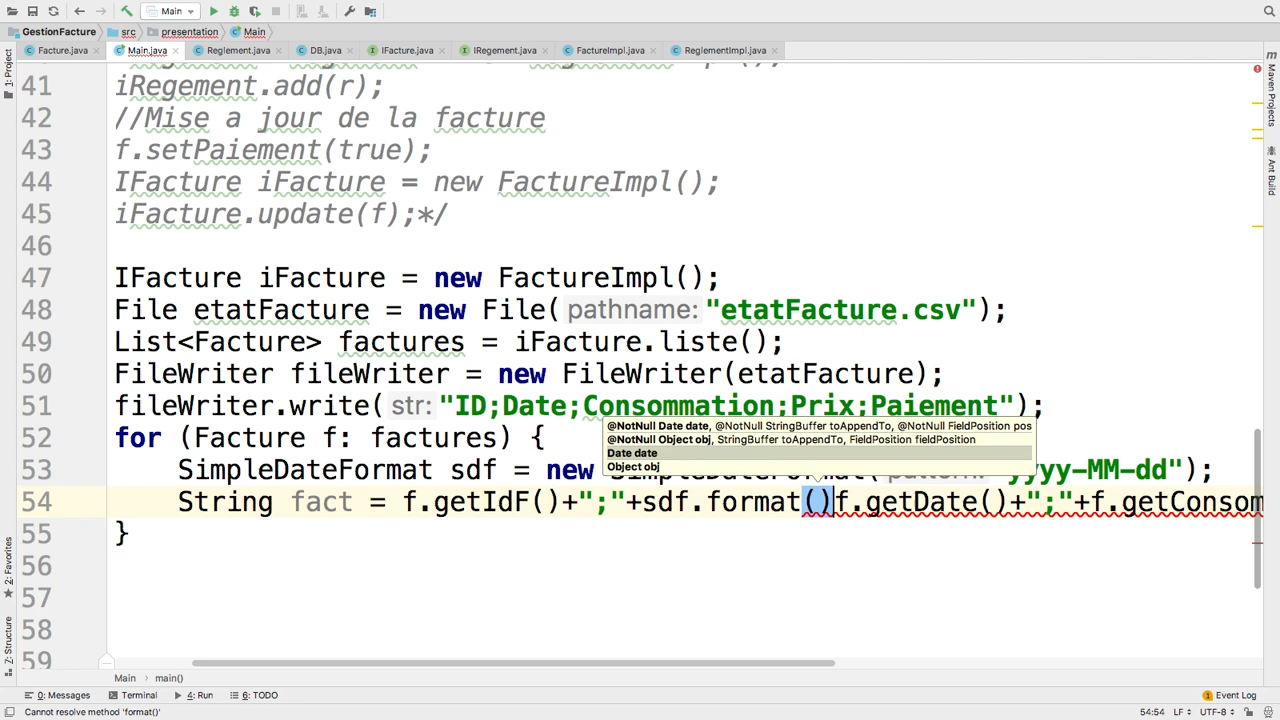 Main
GestionFacture src presentation Main
Facture.java Main.java Reglement.java DB.java IFacture.java IRegement.java FactureImpl.java ReglementImpl.java
41 iRegement.add(r);
42 //Mise a jour de la facture
43 f.setPaiement(true);
44 IFacture iFacture = new FactureImpl();
45 iFacture.update(f);*/
46
47 IFacture iFacture = new FactureImpl();
48 File etatFacture = new File( pathname: "etatFacture.csv");
49 List<Facture> factures = iFacture.liste();
50 FileWriter fileWriter = new FileWriter(etatFacture);
51 fileWriter.write( str: "ID;Date;Consommation;Prix;Paiement");
@NotNull Date date, @NotNull StringBuffer toAppendTo, @NotNull FieldPosition pos
52 for (Facture f: factures) {
@NotNull Object obj, StringBuffer toAppendTo, FieldPosition fieldPosition
Date date
Object obj
53 SimpleDateFormat sdf = new yyyy-MM-dd");
54 String fact = f.getIdF()+";"+sdf.format()f.getDate()+";"+f.getConsom
55 }
56
57
58
59
Main main()
0: Messages Terminal 4: Run 6: TODO Event Log
Cannot resolve method 'format()' 54:54 LF UTF-8
1: Project
2: Favorites
Z: Structure
Maven Projects
Ant Build